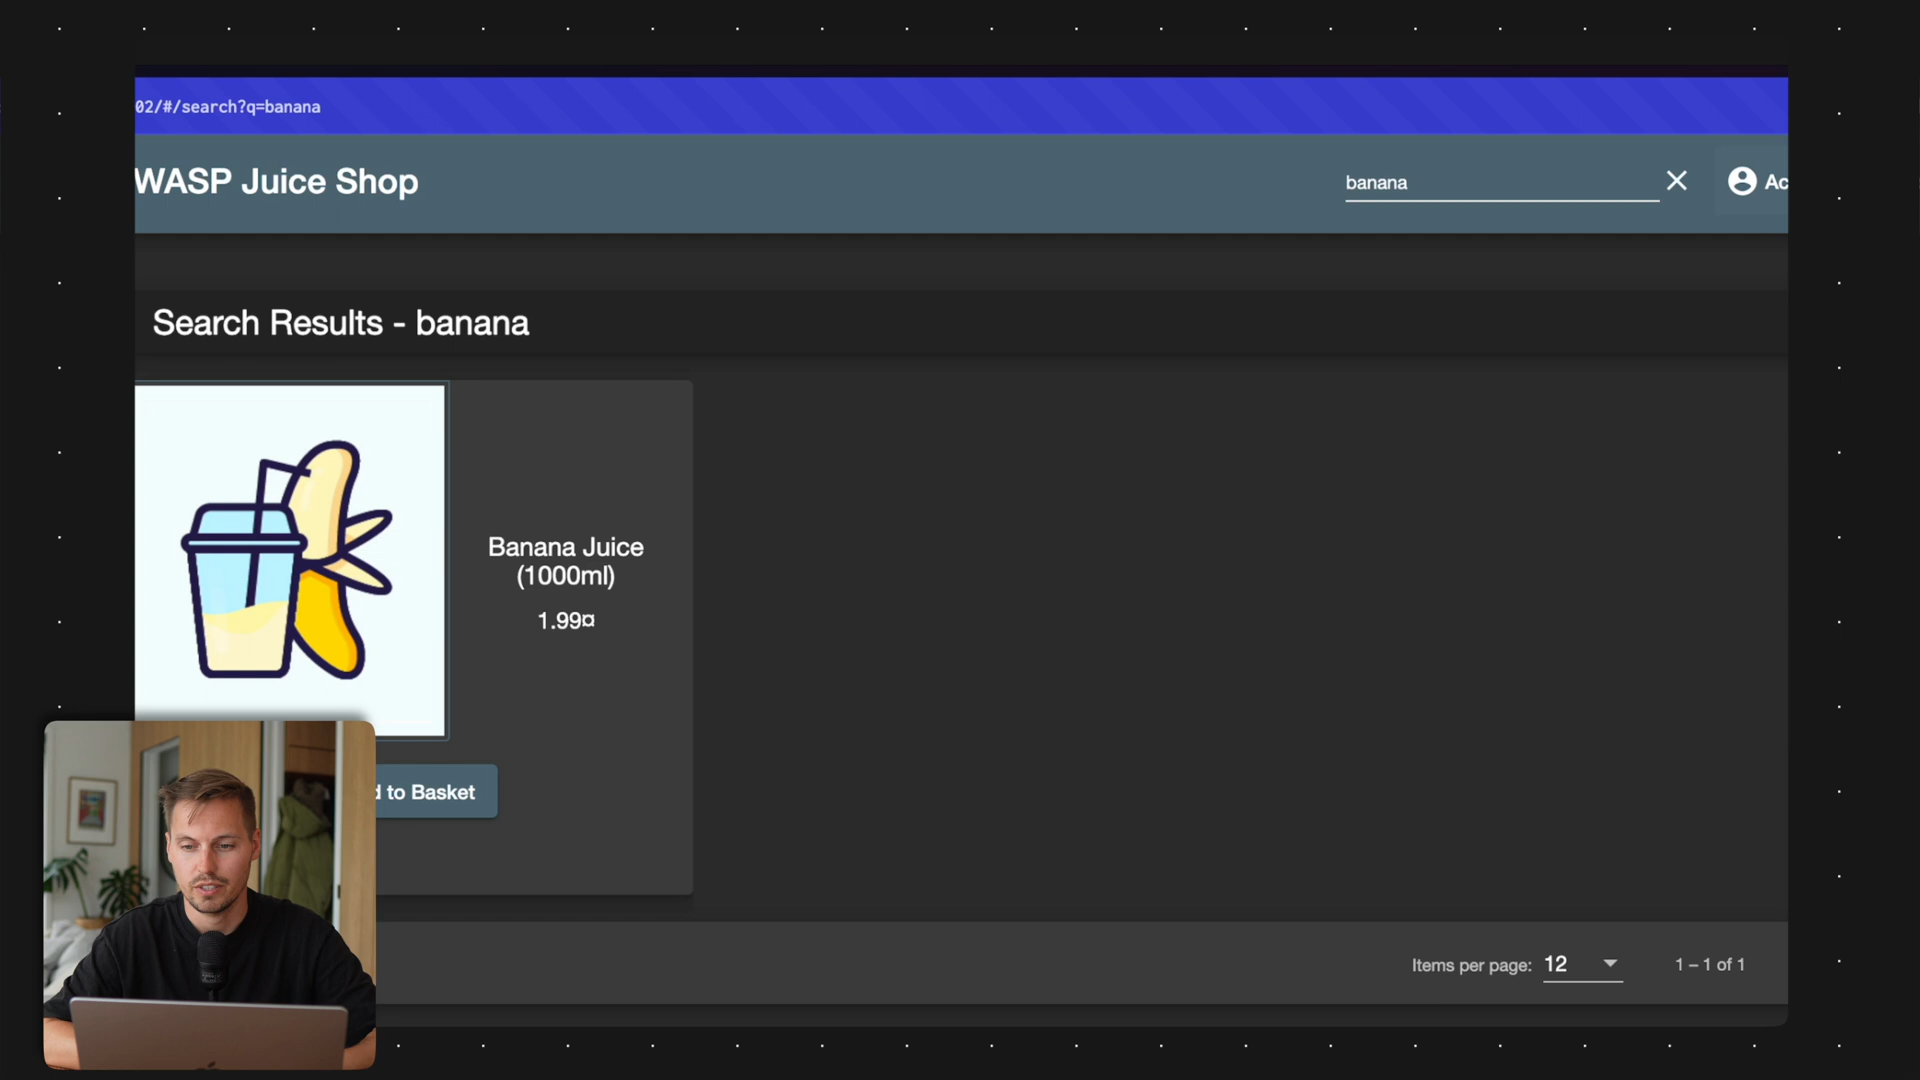 02/#/search?q=banana
WASP Juice Shop
banana
Ac
Search Results - banana
Banana Juice
(1000ml)
1.99¤
d to Basket
Items per page: 12
1 – 1 of 1